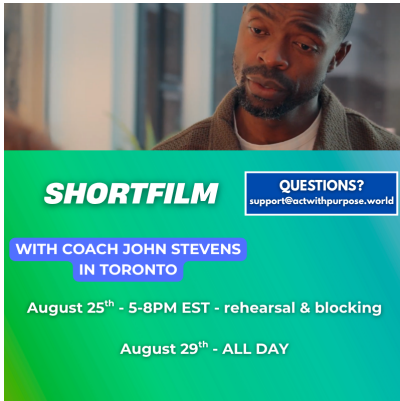 SHORTFILM
QUESTIONS?
support@actwithpurpose.world
WITH COACH JOHN STEVENS
IN TORONTO
August 25th - 5-8PM EST - rehearsal & blocking
August 29th - ALL DAY